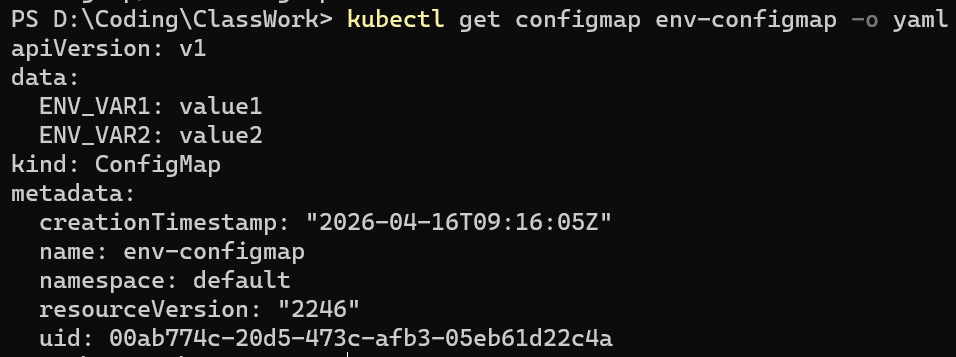 PS D:\Coding\ClassWork> kubectl get configmap env-configmap -o yaml
apiVersion: v1
data:
  ENV_VAR1: value1
  ENV_VAR2: value2
kind: ConfigMap
metadata:
  creationTimestamp: "2026-04-16T09:16:05Z"
  name: env-configmap
  namespace: default
  resourceVersion: "2246"
  uid: 00ab774c-20d5-473c-afb3-05eb61d22c4a